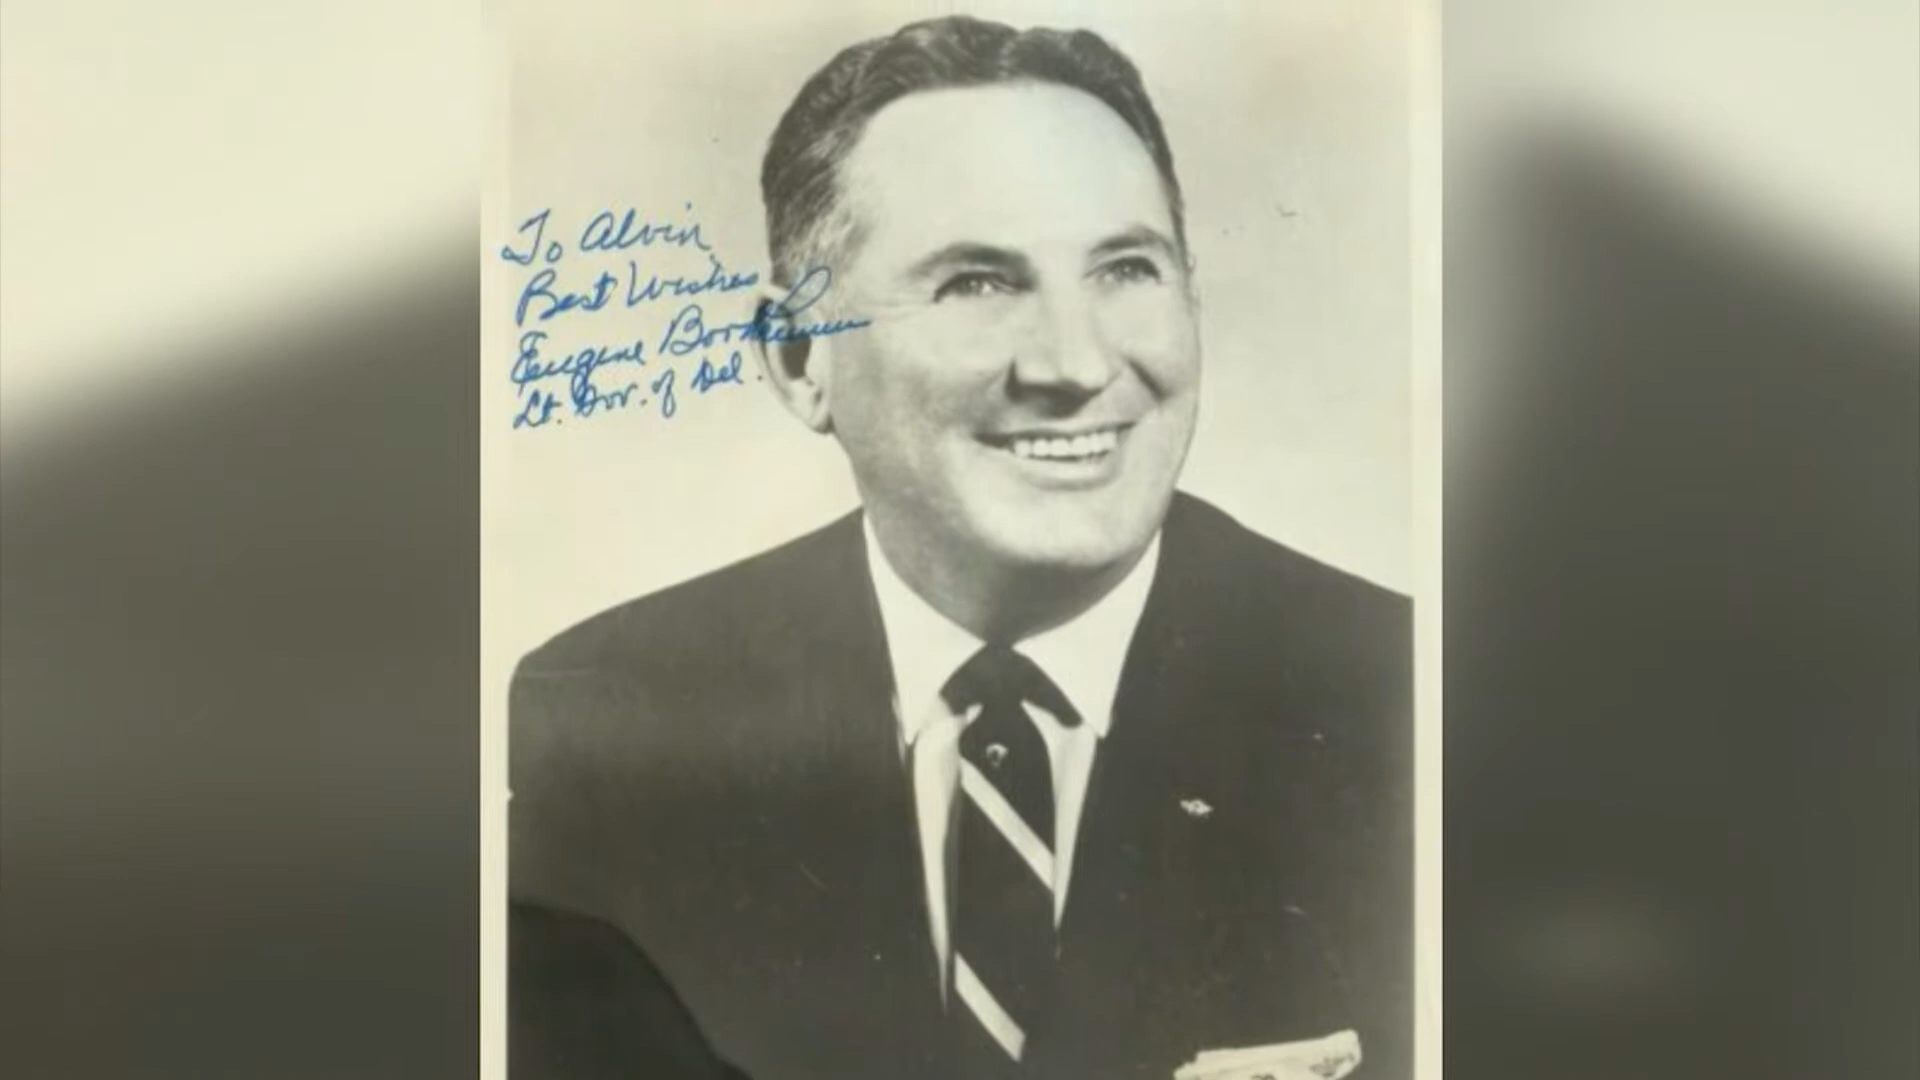 To Alvin
Best Wishes
Eugene Bookhammer
Lt. Gov. of Del.